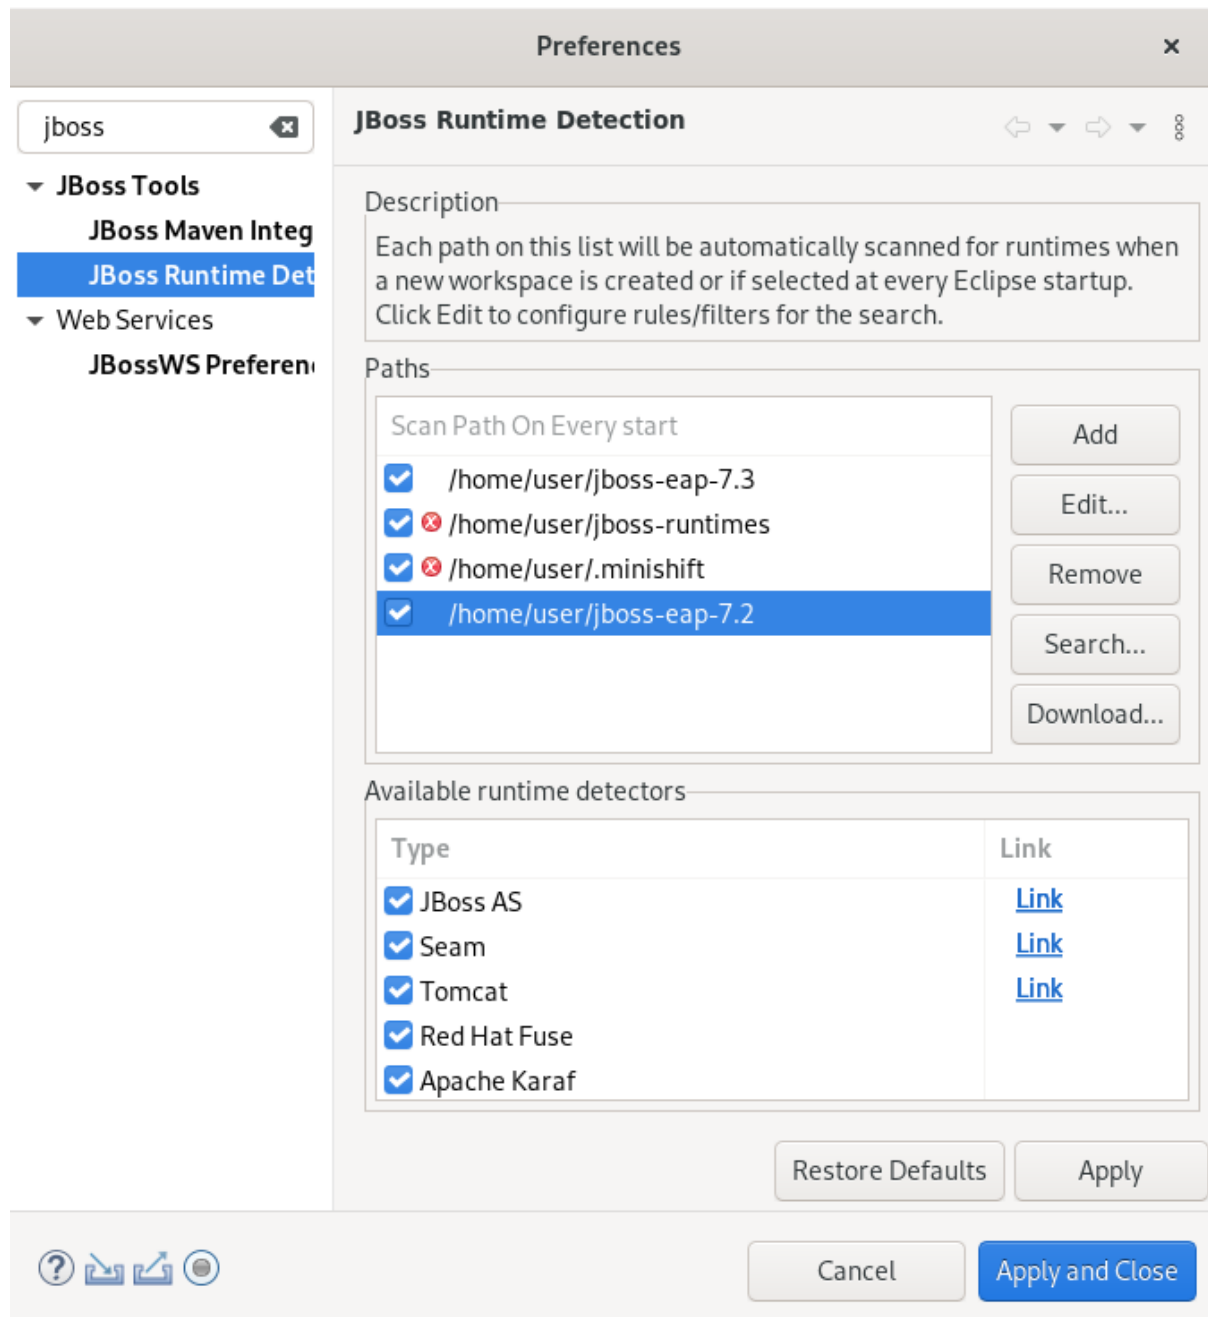 Preferences
jboss
JBoss Tools
JBoss Maven Integ
JBoss Runtime Det
Web Services
JBossWS Preferen
JBoss Runtime Detection
Description
Each path on this list will be automatically scanned for runtimes when
a new workspace is created or if selected at every Eclipse startup.
Click Edit to configure rules/filters for the search.
Paths
Scan Path On Every start
/home/user/jboss-eap-7.3
/home/user/jboss-runtimes
/home/user/.minishift
/home/user/jboss-eap-7.2
Add
Edit...
Remove
Search...
Download...
Available runtime detectors
Type Link
JBoss AS Link
Seam Link
Tomcat Link
Red Hat Fuse
Apache Karaf
Restore Defaults Apply
Cancel Apply and Close